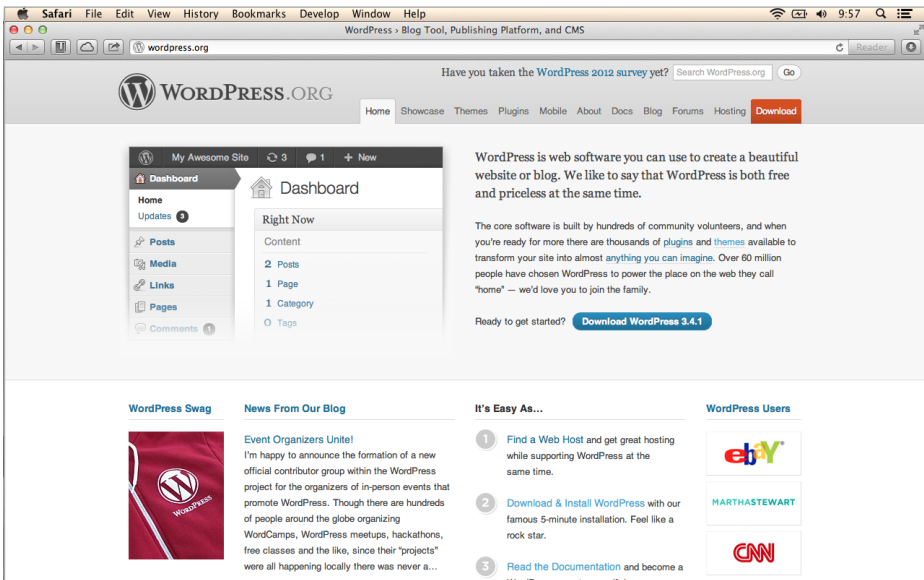 Safari File Edit View History Bookmarks Develop Window Help 9:57
WordPress › Blog Tool, Publishing Platform, and CMS
wordpress.org Reader
Have you taken the WordPress 2012 survey yet? Search WordPress.org Go
WORDPRESS.ORG
Home Showcase Themes Plugins Mobile About Docs Blog Forums Hosting Download
My Awesome Site 3 1 + New
Dashboard
Home
Updates 3
Posts
Media
Links
Pages
Comments 1
Dashboard
Right Now
Content
2 Posts
1 Page
1 Category
0 Tags
WordPress is web software you can use to create a beautiful
website or blog. We like to say that WordPress is both free
and priceless at the same time.
The core software is built by hundreds of community volunteers, and when
you're ready for more there are thousands of plugins and themes available to
transform your site into almost anything you can imagine. Over 60 million
people have chosen WordPress to power the place on the web they call
"home" — we'd love you to join the family.
Ready to get started? Download WordPress 3.4.1
WordPress Swag
WORDPRESS
News From Our Blog
Event Organizers Unite!
I'm happy to announce the formation of a new
official contributor group within the WordPress
project for the organizers of in-person events that
promote WordPress. Though there are hundreds
of people around the globe organizing
WordCamps, WordPress meetups, hackathons,
free classes and the like, since their "projects"
were all happening locally there was never a...
It's Easy As...
1 Find a Web Host and get great hosting
while supporting WordPress at the
same time.
2 Download & Install WordPress with our
famous 5-minute installation. Feel like a
rock star.
3 Read the Documentation and become a
WordPress Users
ebaY
MARTHASTEWART
CNN